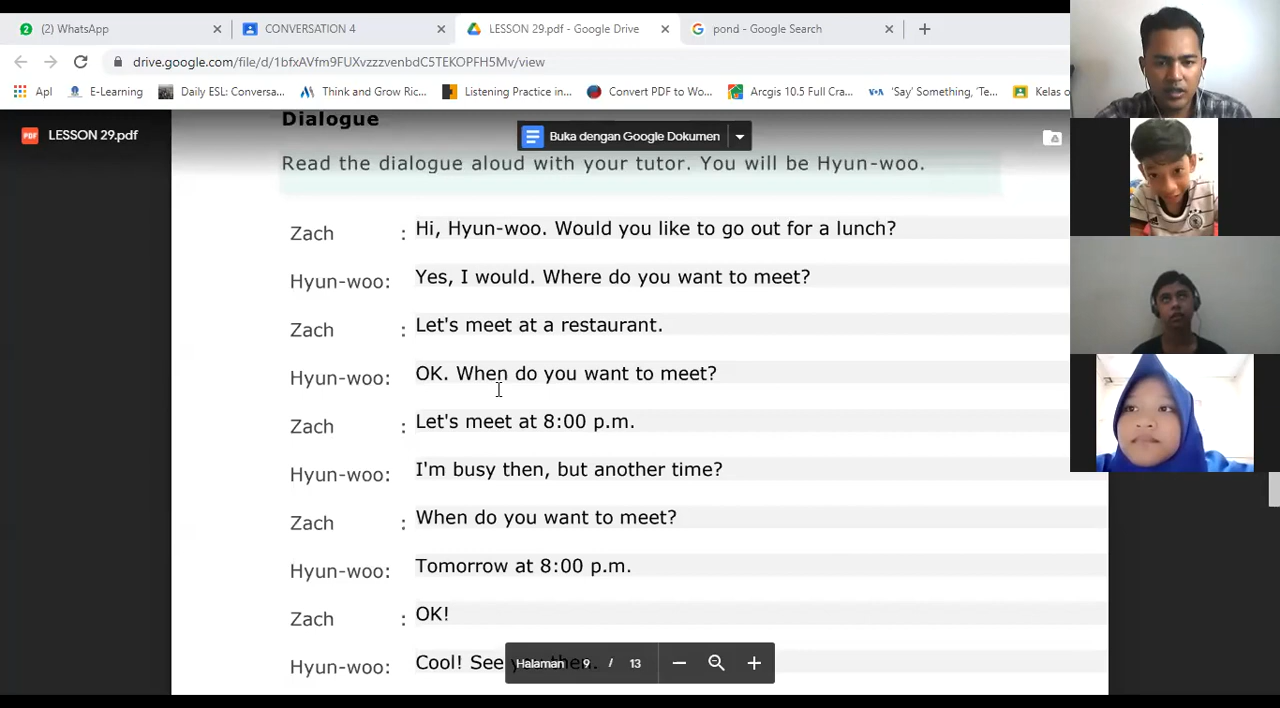 (2) WhatsApp
CONVERSATION 4
LESSON 29.pdf - Google Drive
pond - Google Search
drive.google.com/file/d/1bfxAVfm9FUXvzzzvenbdC5TEKOPFH5Mv/view
Apl
E-Learning
Daily ESL: Conversa...
Think and Grow Ric...
Listening Practice in...
Convert PDF to Wo...
Arcgis 10.5 Full Cra...
'Say' Something, 'Te...
Kelas o
LESSON 29.pdf
Buka dengan Google Dokumen
Dialogue
Read the dialogue aloud with your tutor. You will be Hyun-woo.
Zach : Hi, Hyun-woo. Would you like to go out for a lunch?
Hyun-woo: Yes, I would. Where do you want to meet?
Zach : Let's meet at a restaurant.
Hyun-woo: OK. When do you want to meet?
Zach : Let's meet at 8:00 p.m.
Hyun-woo: I'm busy then, but another time?
Zach : When do you want to meet?
Hyun-woo: Tomorrow at 8:00 p.m.
Zach : OK!
Hyun-woo: Cool! See
Halaman 9 / 13